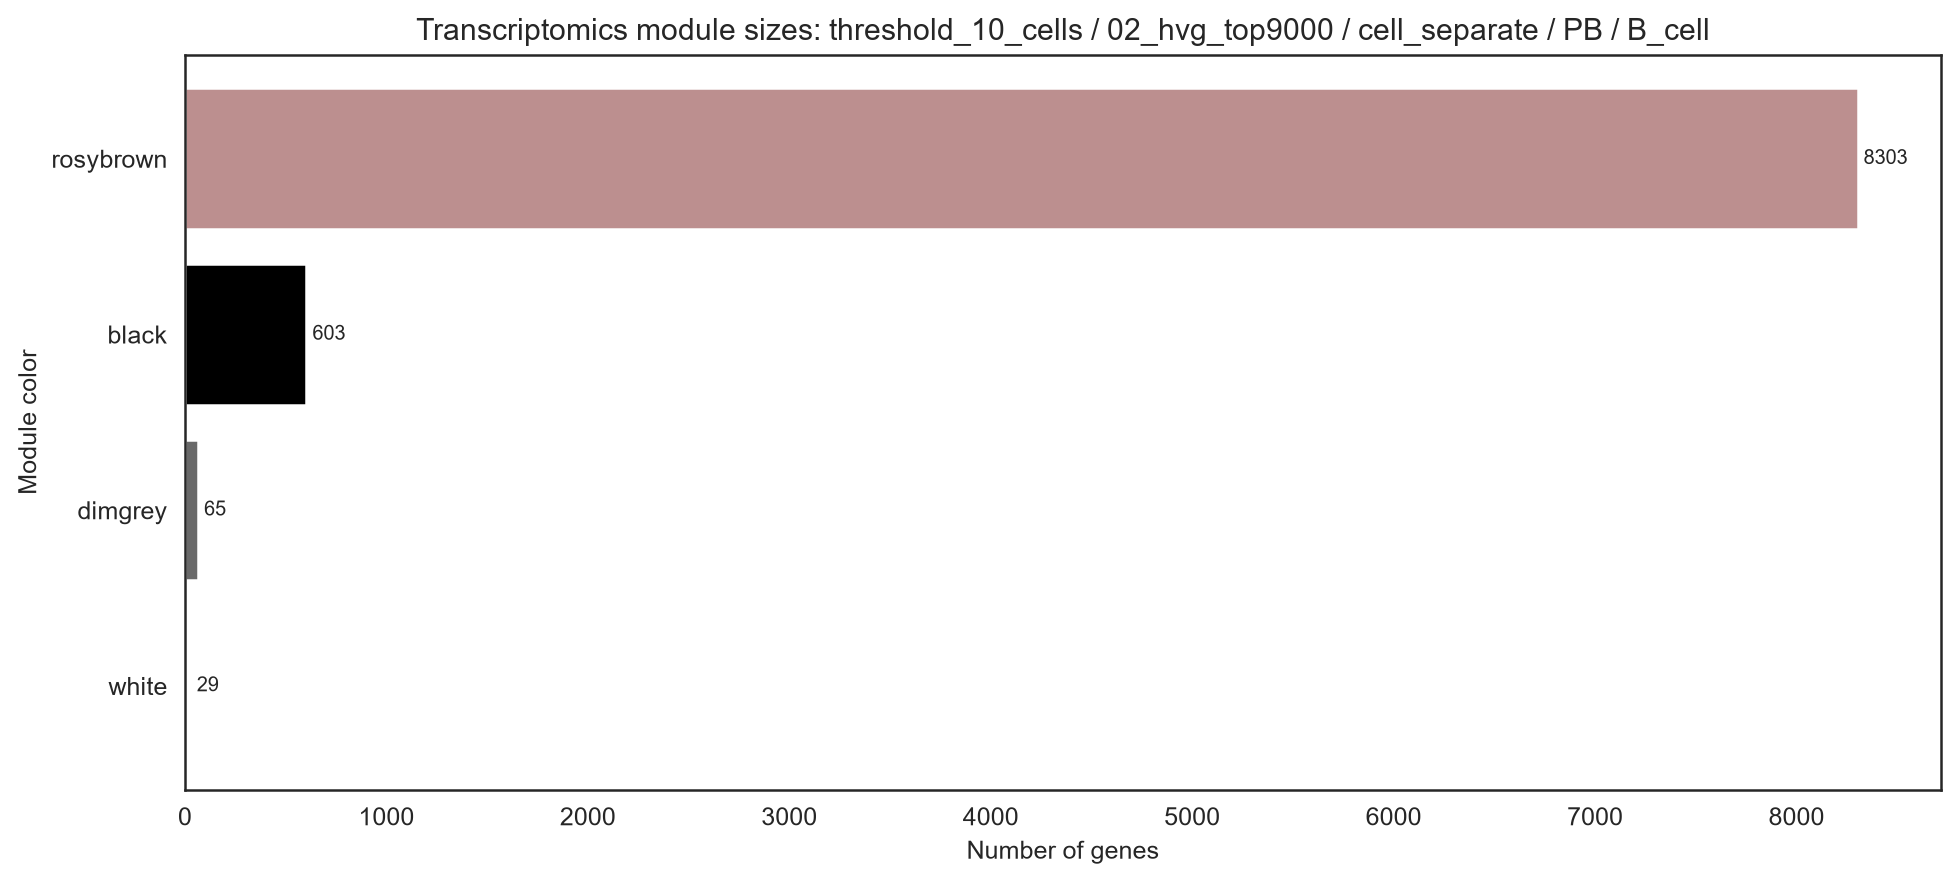 Transcriptomics module sizes: threshold_10_cells / 02_hvg_top9000 / cell_separate / PB / B_cell
rosybrown
8303
black
603
dimgrey
65
white
29
Module color
0 1000 2000 3000 4000 5000 6000 7000 8000
Number of genes